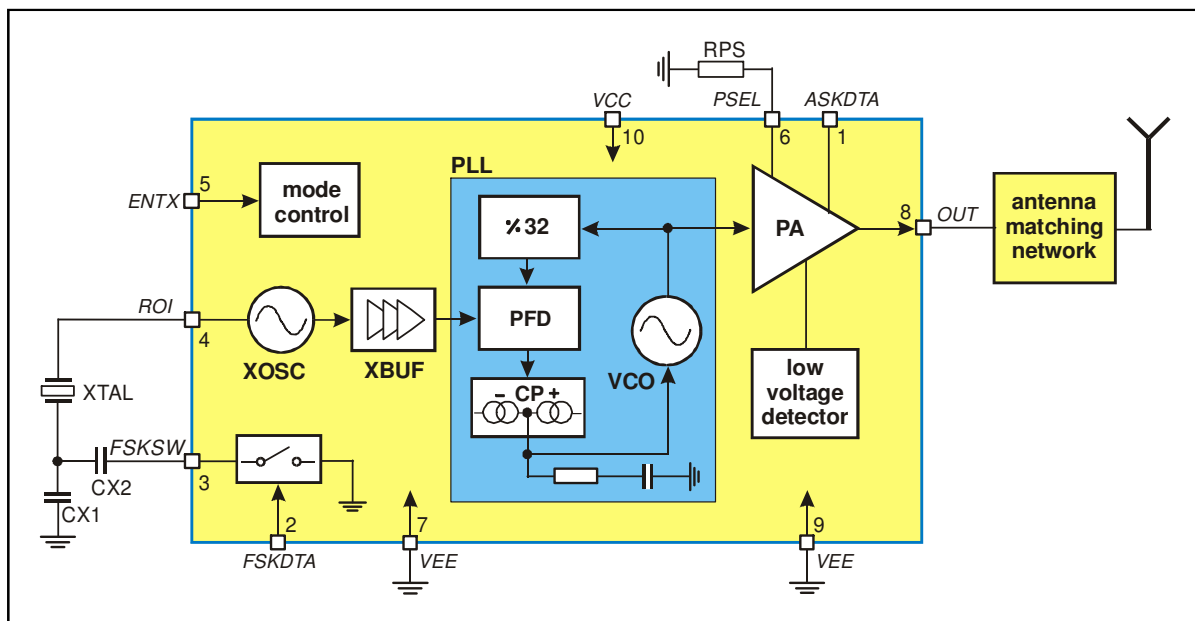 RPS
VCC
PSEL
ASKDTA
10
6
1
PLL
ENTX
5
mode
control
÷32
PA
8
OUT
antenna
matching
network
ROI
4
XOSC
XBUF
PFD
VCO
low
voltage
detector
XTAL
- CP +
FSKSW
3
CX2
CX1
2
FSKDTA
7
VEE
9
VEE